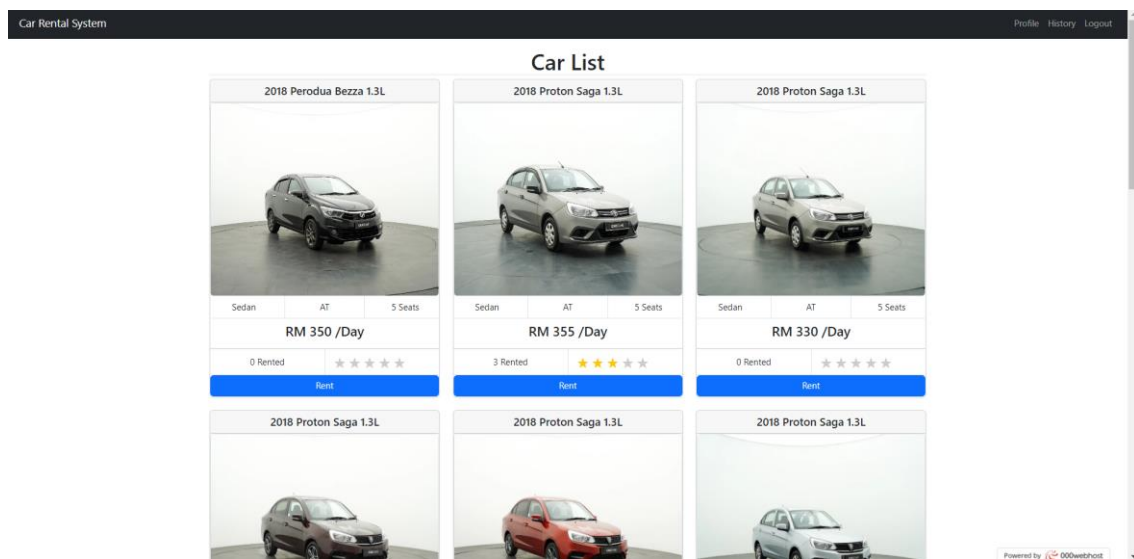 Car Rental System Profile History Logout
Car List
2018 Perodua Bezza 1.3L 2018 Proton Saga 1.3L 2018 Proton Saga 1.3L
Sedan AT 5 Seats Sedan AT 5 Seats Sedan AT 5 Seats
RM 350 /Day RM 355 /Day RM 330 /Day
0 Rented 3 Rented 0 Rented
Rent Rent Rent
2018 Proton Saga 1.3L 2018 Proton Saga 1.3L 2018 Proton Saga 1.3L
Powered by 000webhost